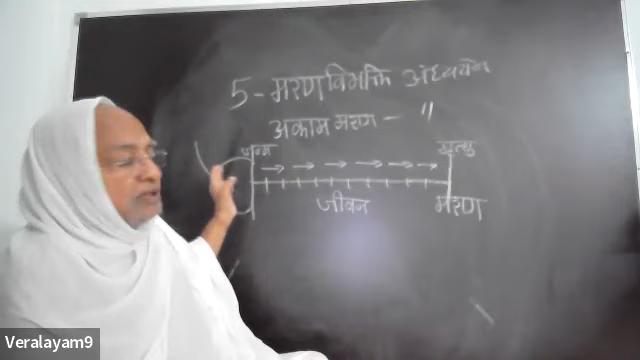 5 - मरणविभक्ति अध्ययन
अकाम मरण - "
जन्म मृत्यु
जीवन मरण
Veralayam9